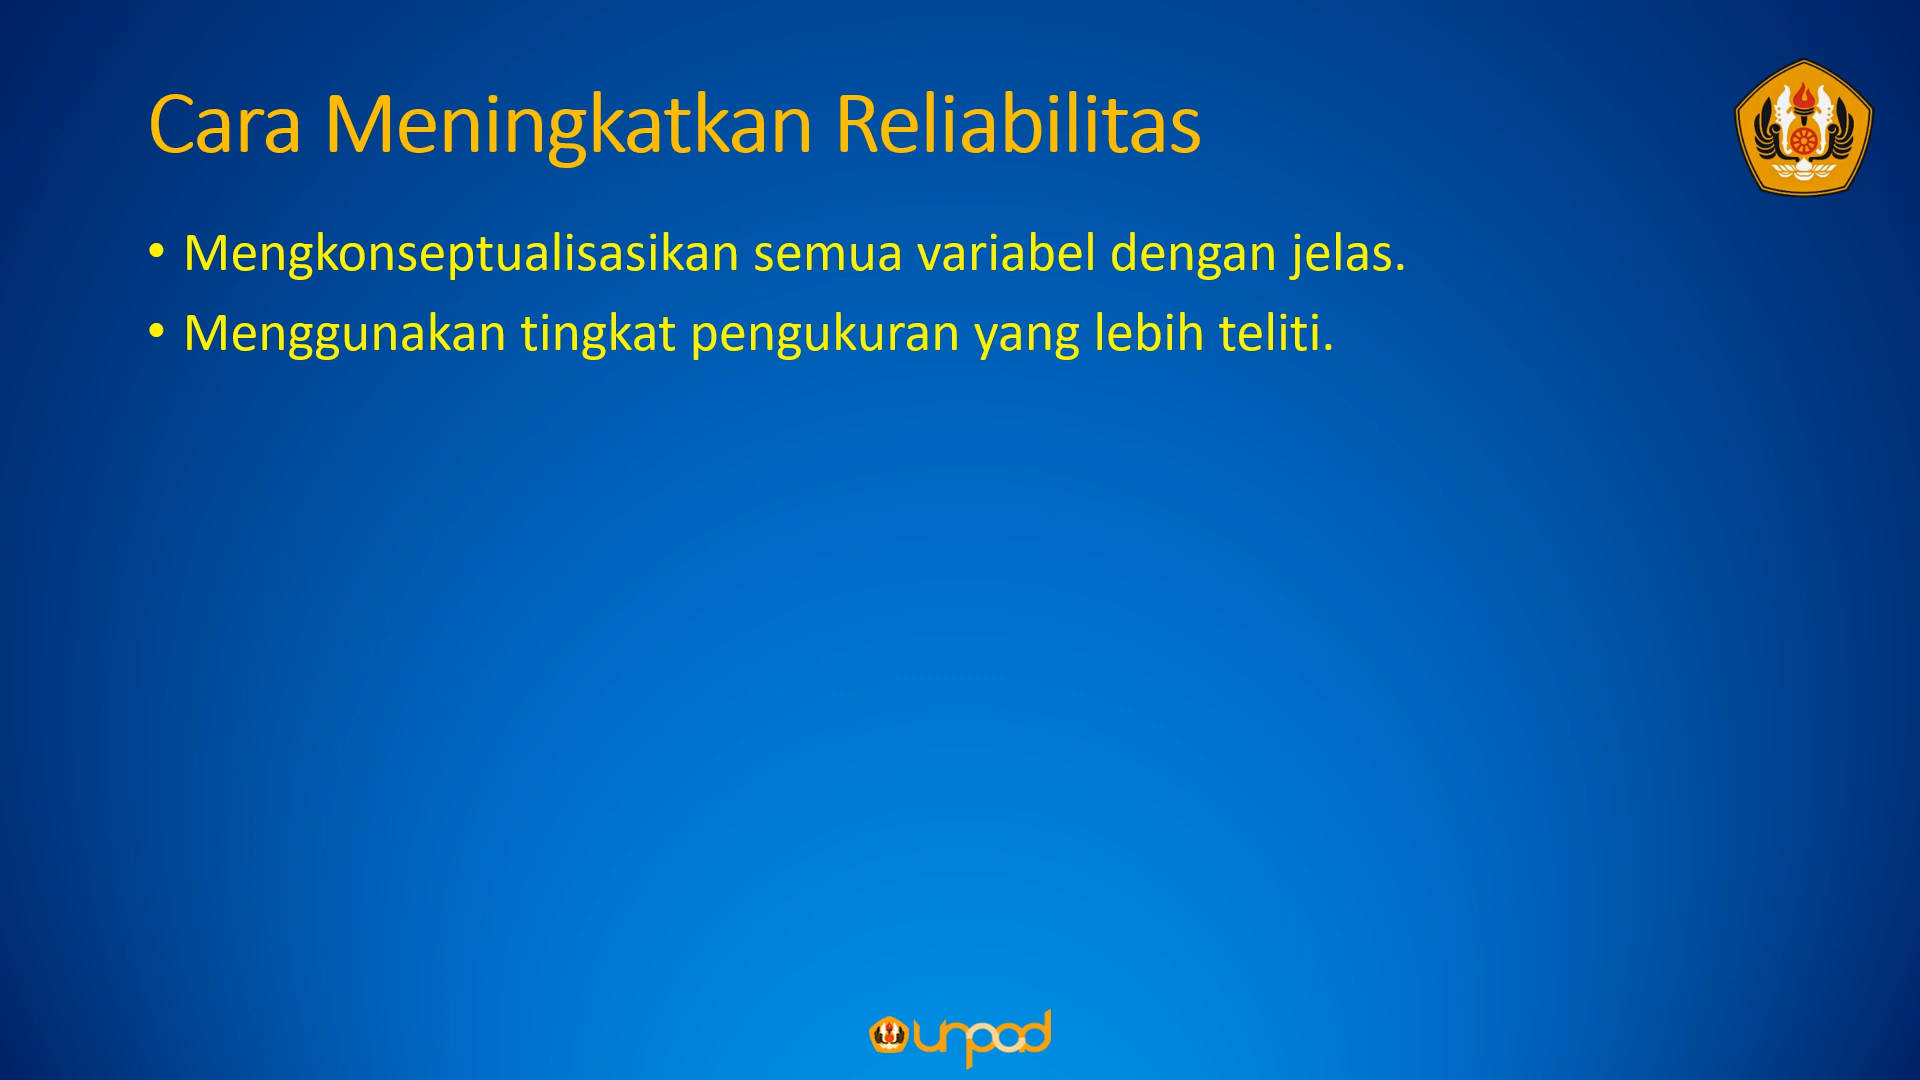 Cara Meningkatkan Reliabilitas
• Mengkonseptualisasikan semua variabel dengan jelas.
• Menggunakan tingkat pengukuran yang lebih teliti.
unpad